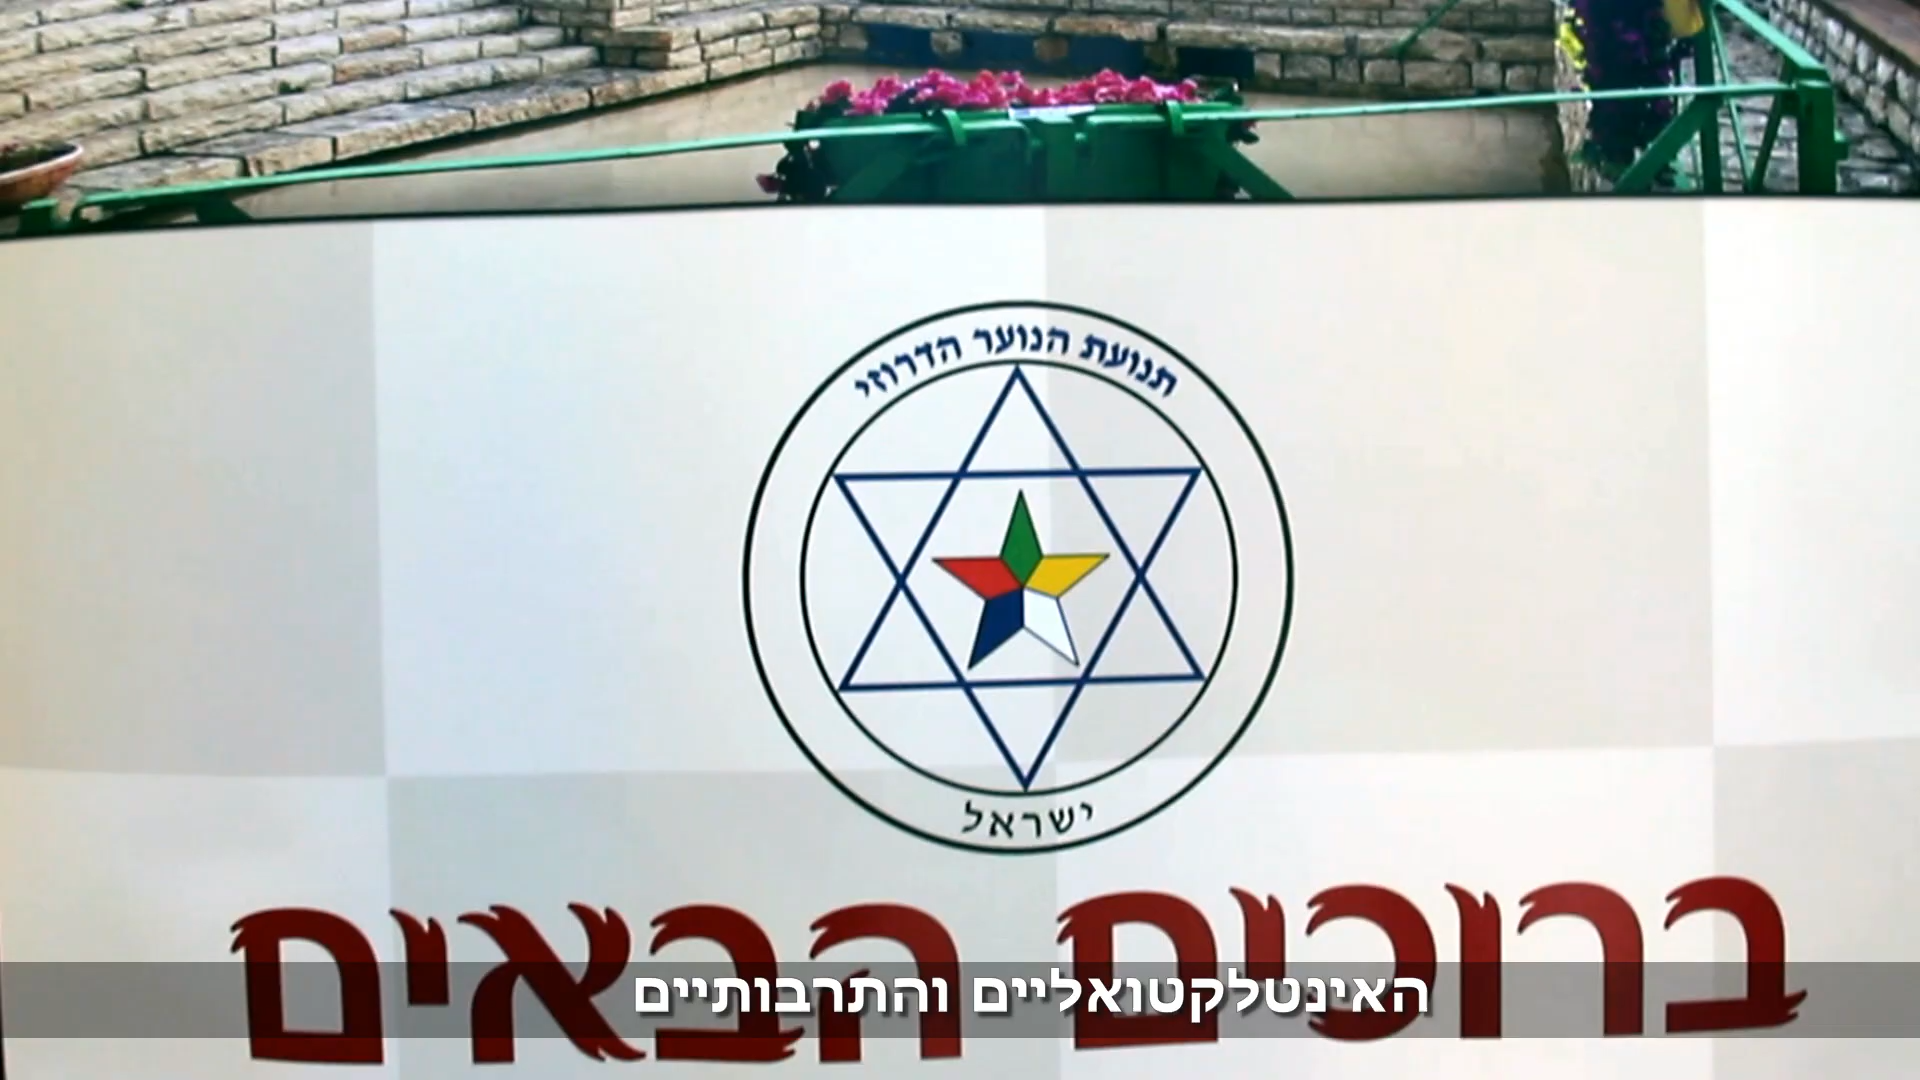 תנועת הנוער הדרוזי
ישראל
ברוכים הבאים
האינטלקטואליים והתרבותיים